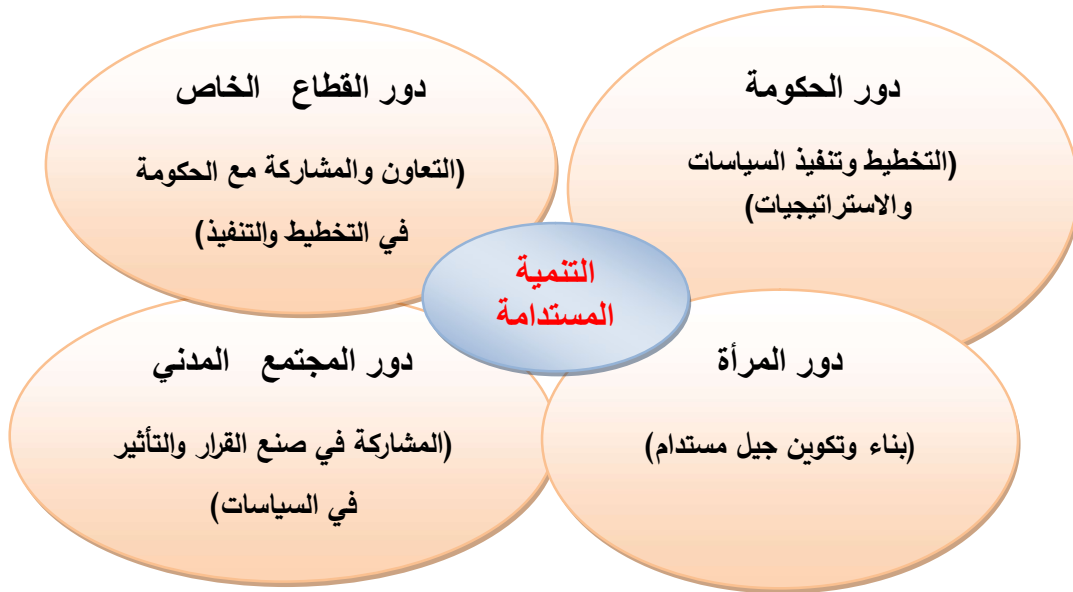 دور الحكومة
(التخطيط وتنفيذ السياسات
والاستراتيجيات)
دور القطاع الخاص
(التعاون والمشاركة مع الحكومة
في التخطيط والتنفيذ)
التنمية
المستدامة
دور المرأة
(بناء وتكوين جيل مستدام)
دور المجتمع المدني
(المشاركة في صنع القرار والتأثير
في السياسات)